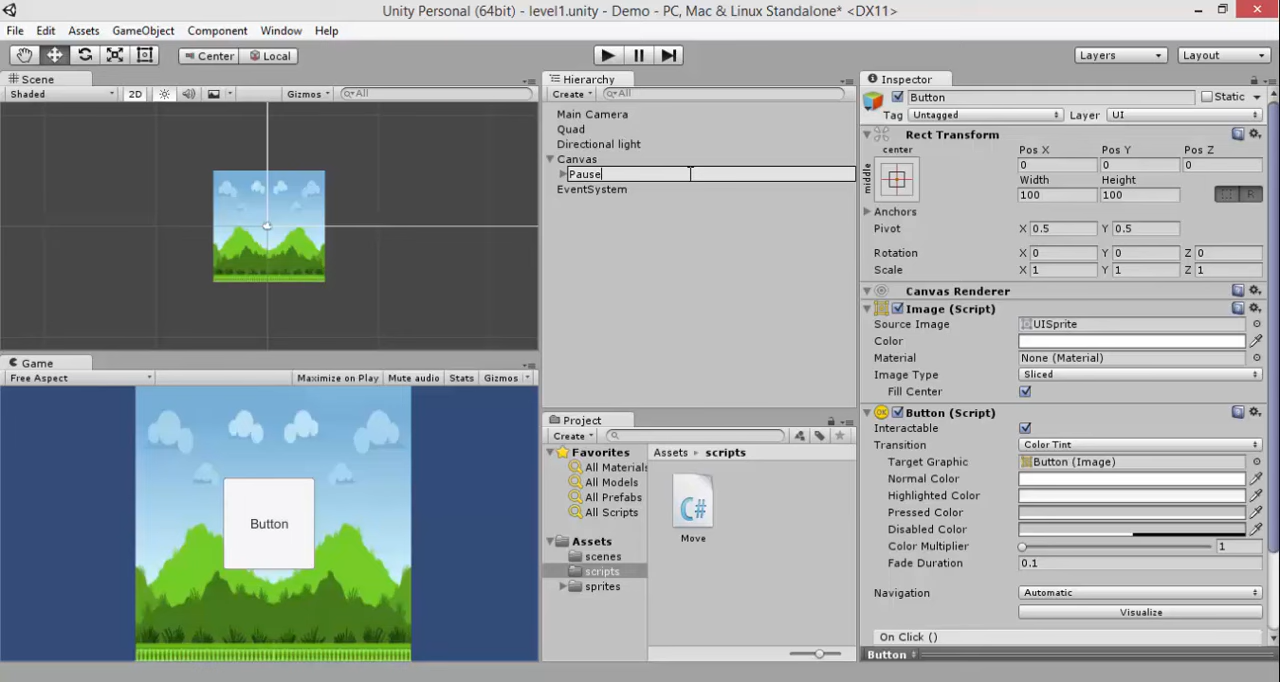 Unity Personal (64bit) - level1.unity - Demo - PC, Mac & Linux Standalone* <DX11>
File Edit Assets GameObject Component Window Help
Center Local Layers Layout
Scene
Shaded 2D Gizmos All
Hierarchy
Create All
Main Camera
Quad
Directional light
Canvas
Pause
EventSystem
Game
Free Aspect Maximize on Play Mute audio Stats Gizmos
Button
Project
Create
Favorites
All Materials
All Models
All Prefabs
All Scripts
Assets
scenes
scripts
sprites
Assets scripts
C#
Move
Inspector
Button Static
Tag Untagged Layer UI
Rect Transform
center
middle
Pos X Pos Y Pos Z
0 0 0
Width Height
100 100
R
Anchors
Pivot X 0.5 Y 0.5
Rotation X 0 Y 0 Z 0
Scale X 1 Y 1 Z 1
Canvas Renderer
Image (Script)
Source Image UISprite
Color
Material None (Material)
Image Type Sliced
Fill Center
OK Button (Script)
Interactable
Transition Color Tint
Target Graphic Button (Image)
Normal Color
Highlighted Color
Pressed Color
Disabled Color
Color Multiplier 1
Fade Duration 0.1
Navigation Automatic
Visualize
On Click ()
Button